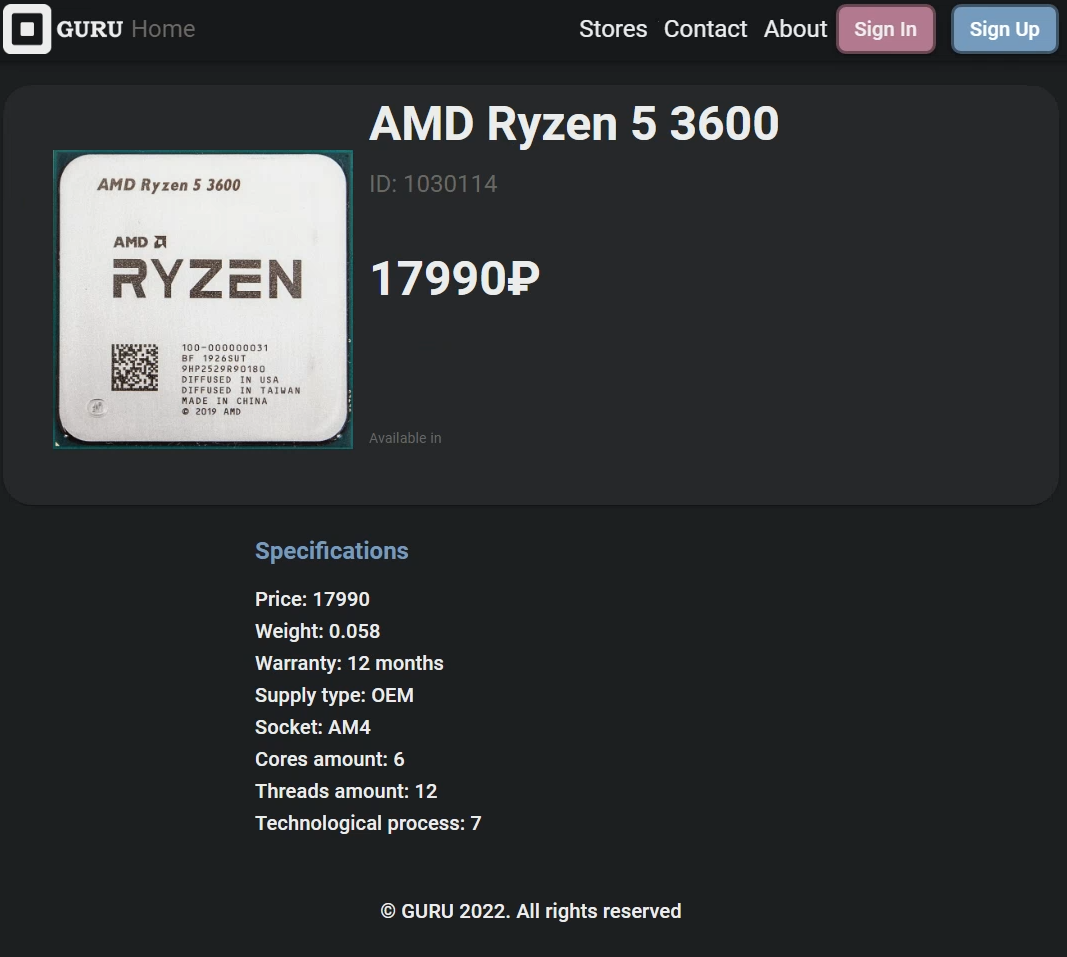 GURU Home Stores Contact About Sign In Sign Up
AMD Ryzen 5 3600
ID: 1030114
17990₽
Available in
AMD Ryzen 5 3600
AMD
RYZEN
100-000000031
BF 1926SUT
9HP2529R90180
DIFFUSED IN USA
DIFFUSED IN TAIWAN
MADE IN CHINA
© 2019 AMD
Specifications
Price: 17990
Weight: 0.058
Warranty: 12 months
Supply type: OEM
Socket: AM4
Cores amount: 6
Threads amount: 12
Technological process: 7
© GURU 2022. All rights reserved